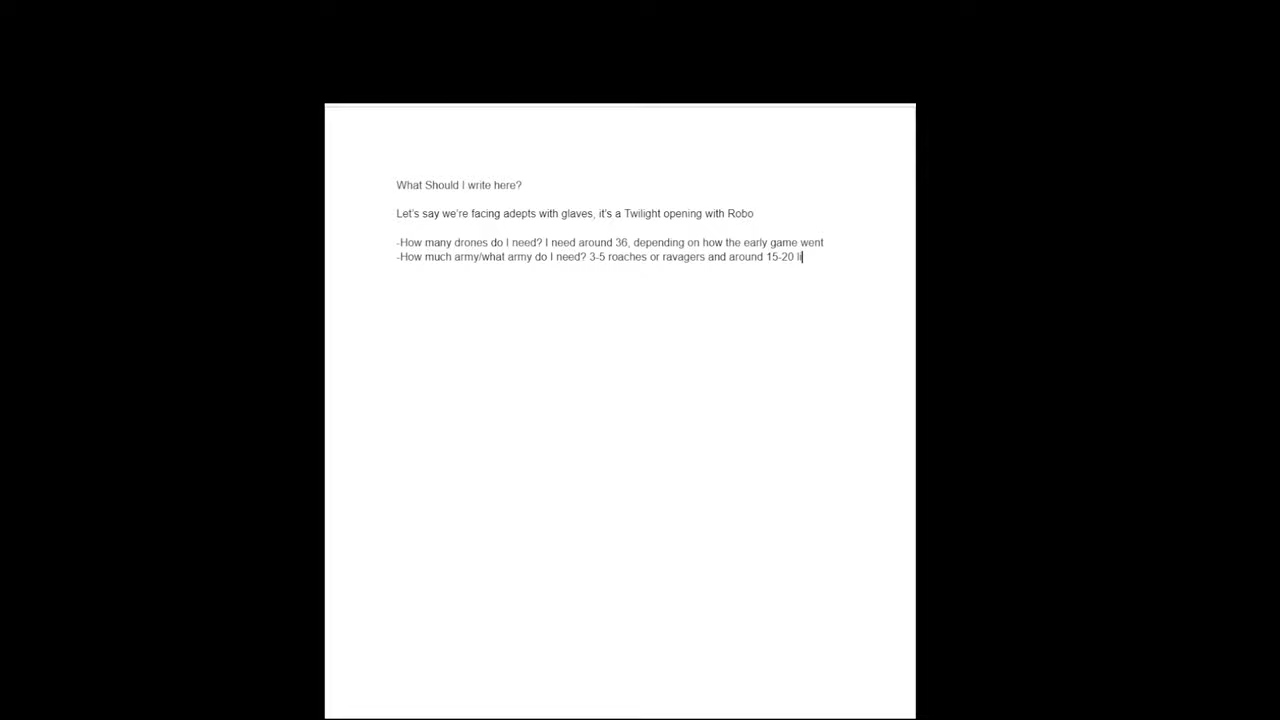 What Should I write here?
Let's say we're facing adepts with glaves, it's a Twilight opening with Robo
-How many drones do I need? I need around 36, depending on how the early game went
-How much army/what army do I need? 3-5 roaches or ravagers and around 15-20 li